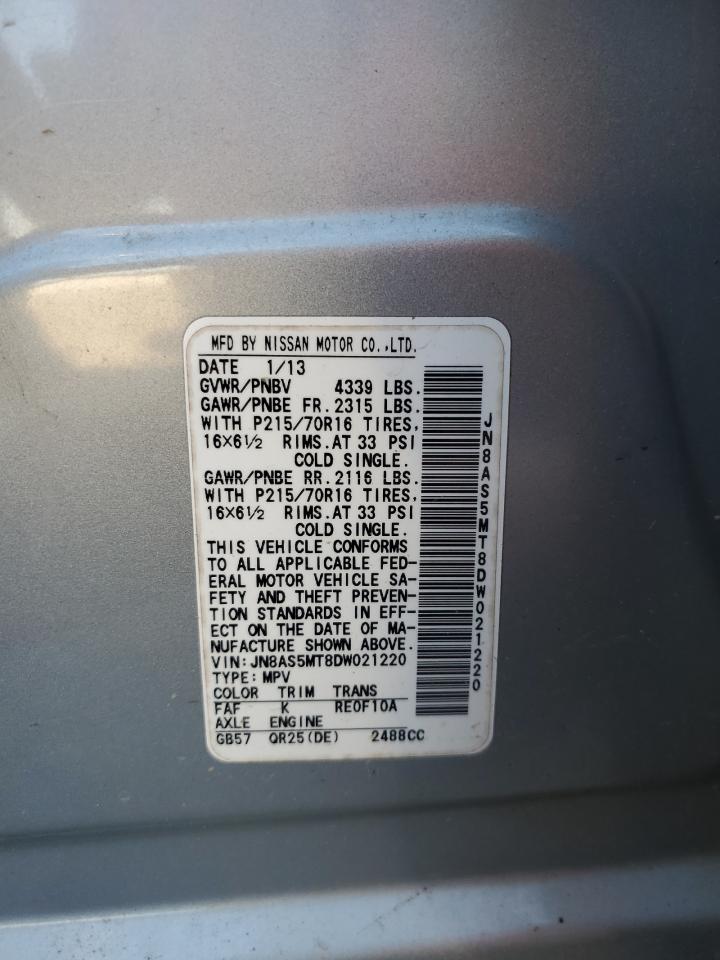 MFD BY NISSAN MOTOR CO.,LTD.
DATE 1/13
GVWR/PNBV 4339 LBS.
GAWR/PNBE FR. 2315 LBS.
WITH P215/70R16 TIRES,
16×6½ RIMS. AT 33 PSI
COLD SINGLE.
GAWR/PNBE RR. 2116 LBS.
WITH P215/70R16 TIRES,
16×6½ RIMS. AT 33 PSI
COLD SINGLE.
THIS VEHICLE CONFORMS
TO ALL APPLICABLE FED-
ERAL MOTOR VEHICLE SA-
FETY AND THEFT PREVEN-
TION STANDARDS IN EFF-
ECT ON THE DATE OF MA-
NUFACTURE SHOWN ABOVE.
VIN: JN8AS5MT8DW021220
TYPE: MPV
COLOR TRIM TRANS
FAF K RE0F10A
AXLE ENGINE
GB57 QR25(DE) 2488CC
JN8AS5MT8DW021220